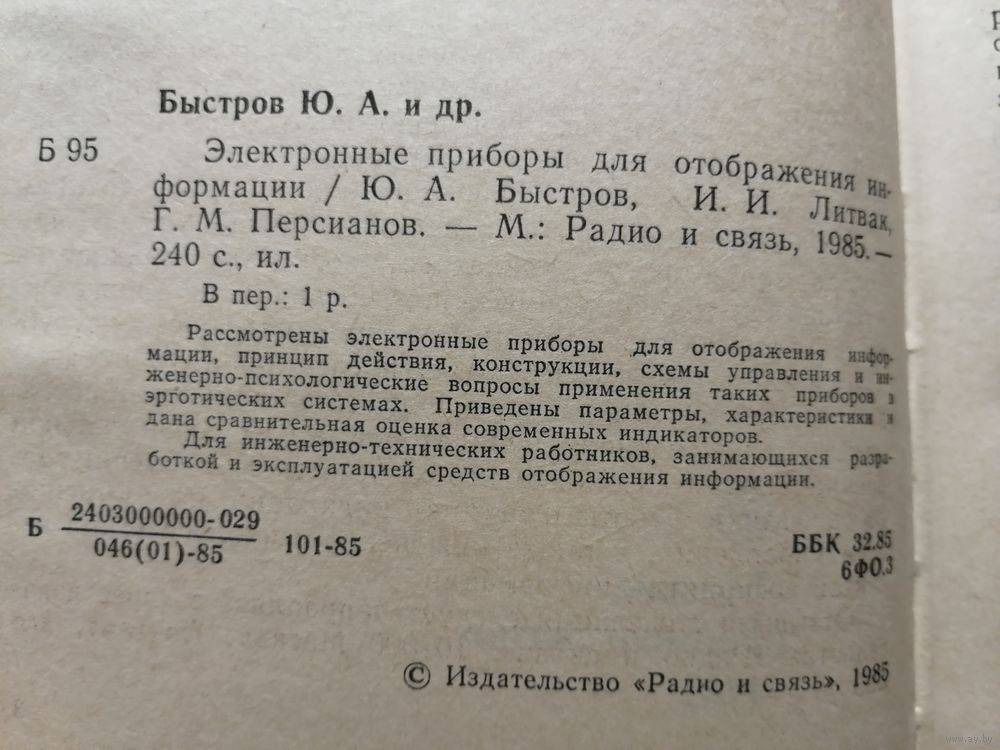 Быстров Ю. А. и др.
Б 95 Электронные приборы для отображения ин-
формации / Ю. А. Быстров, И. И. Литвак,
Г. М. Персианов. — М.: Радио и связь, 1985. —
240 с., ил.
В пер.: 1 р.
Рассмотрены электронные приборы для отображения инфор-
мации, принцип действия, конструкции, схемы управления и ин-
женерно-психологические вопросы применения таких приборов в
эрготических системах. Приведены параметры, характеристики и
дана сравнительная оценка современных индикаторов.
Для инженерно-технических работников, занимающихся разра-
боткой и эксплуатацией средств отображения информации.
Б 2403000000-029
046(01)-85 101-85
ББК 32.85
6Ф0.3
© Издательство «Радио и связь», 1985
www.ay.by